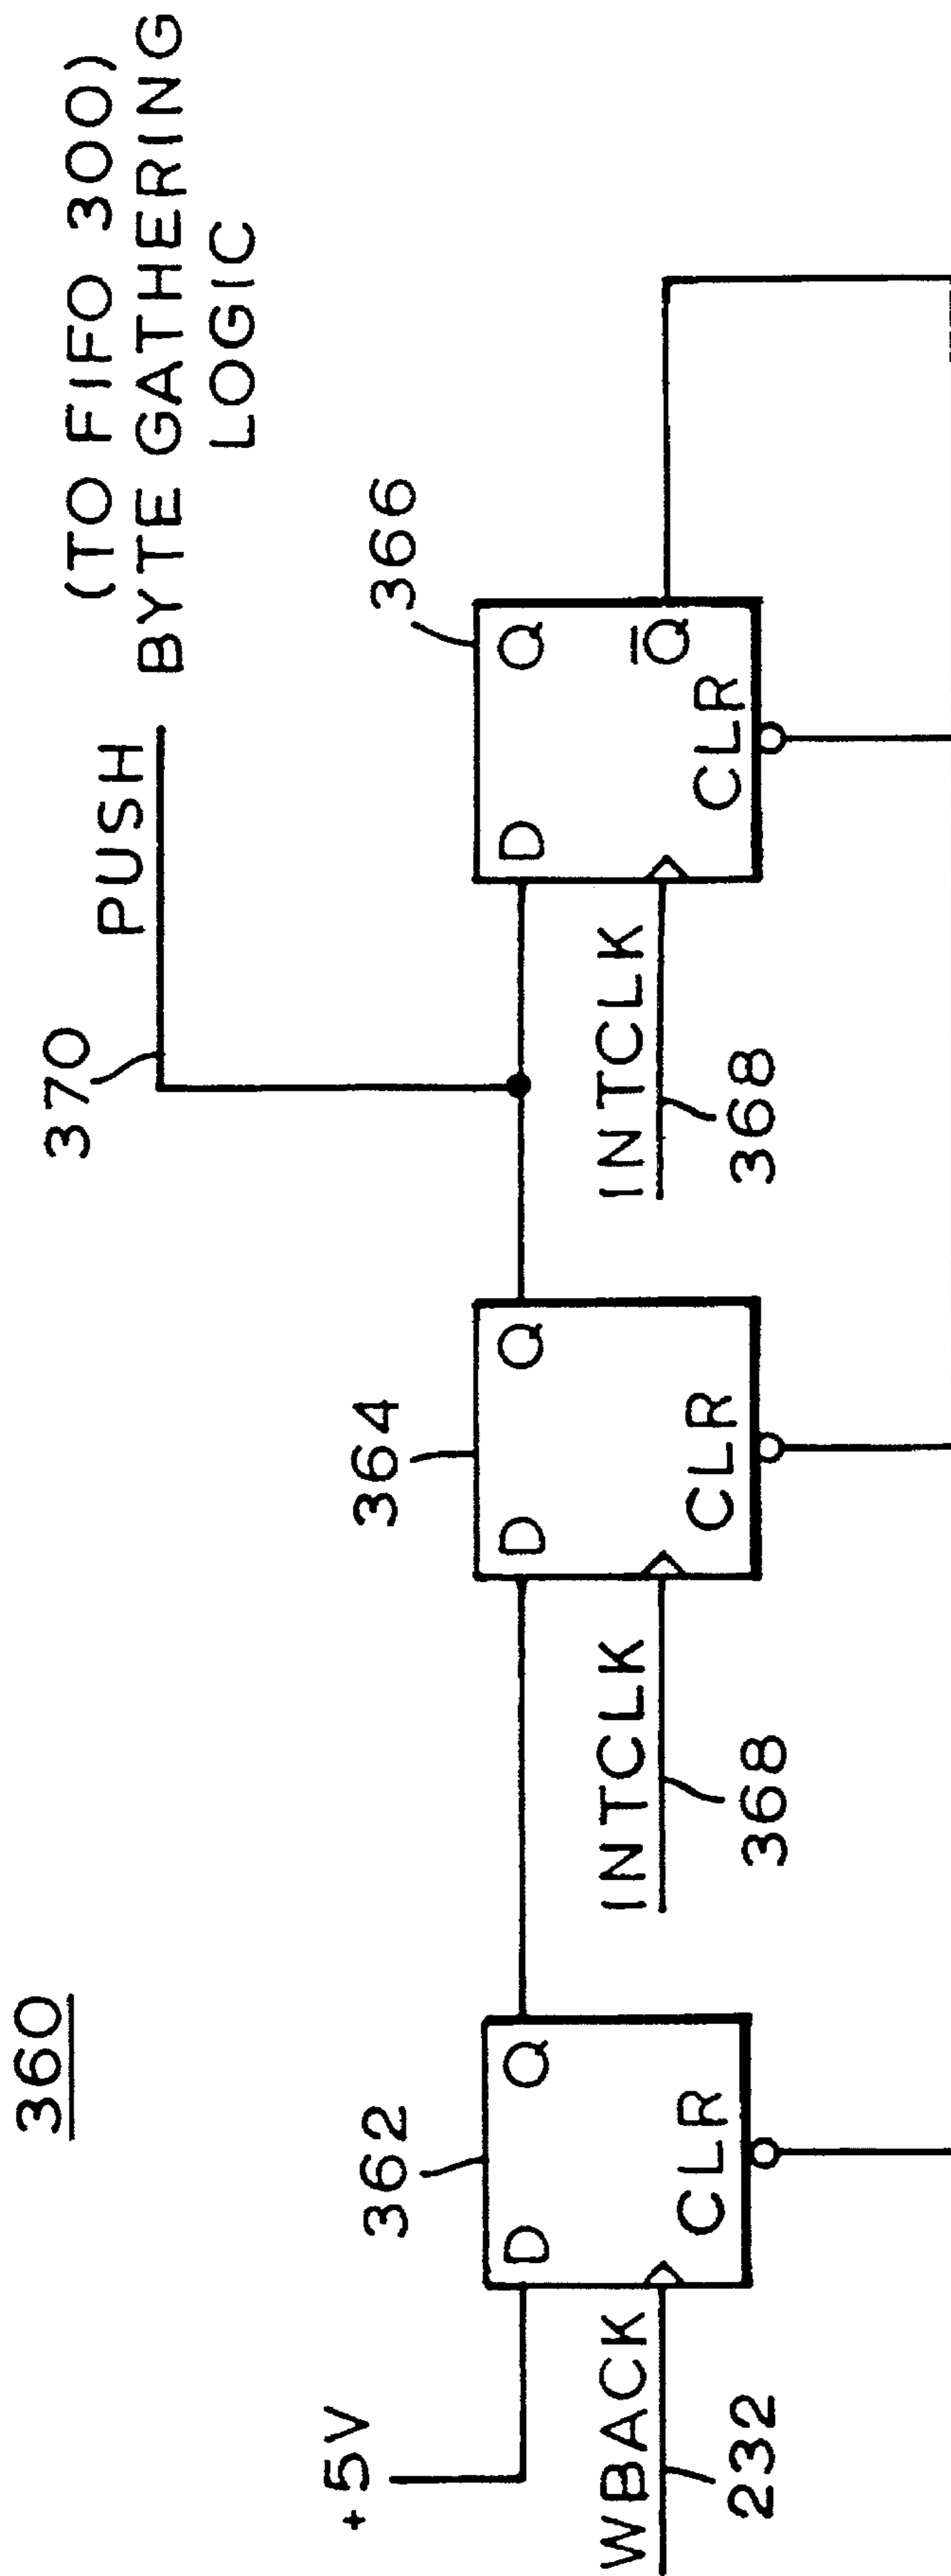 360
(TO FIFO 300)
PUSH BYTE GATHERING
LOGIC
370
362
364
366
+5V
D Q
D Q
D Q
Q̅
WBACK
INTCLK
INTCLK
CLR
CLR
CLR
232
368
368